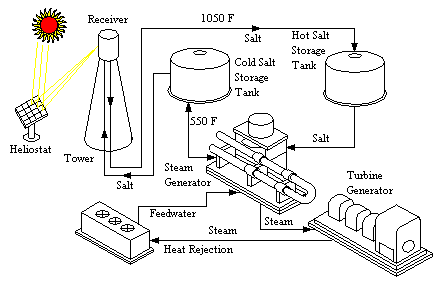 Receiver
1050 F
Salt
Hot Salt
Storage
Tank
Cold Salt
Storage
Tank
550 F
Salt
Heliostat
Tower
Salt
Steam
Generator
Turbine
Generator
Feedwater
Steam
Steam
Heat Rejection